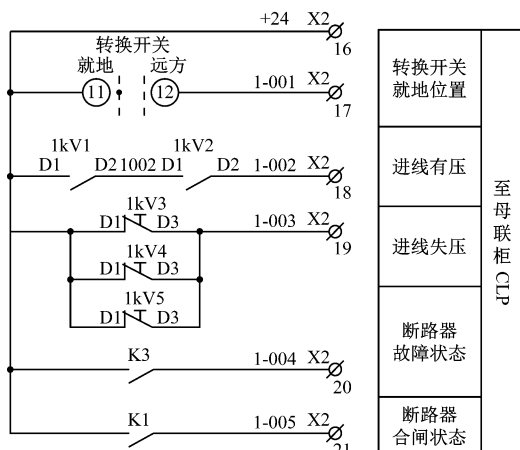 +24 X2
16
转换开关
就地 远方
11 12 1-001 X2
17
1kV1 1kV2
D1 D2 1002 D1 D2 1-002 X2
18
1kV3
D1 D3 1-003 X2
19
1kV4
D1 D3
1kV5
D1 D3
K3 1-004 X2
20
K1 1-005 X2
21
转换开关
就地位置
进线有压
进线失压
断路器
故障状态
断路器
合闸状态
至母联柜CLP